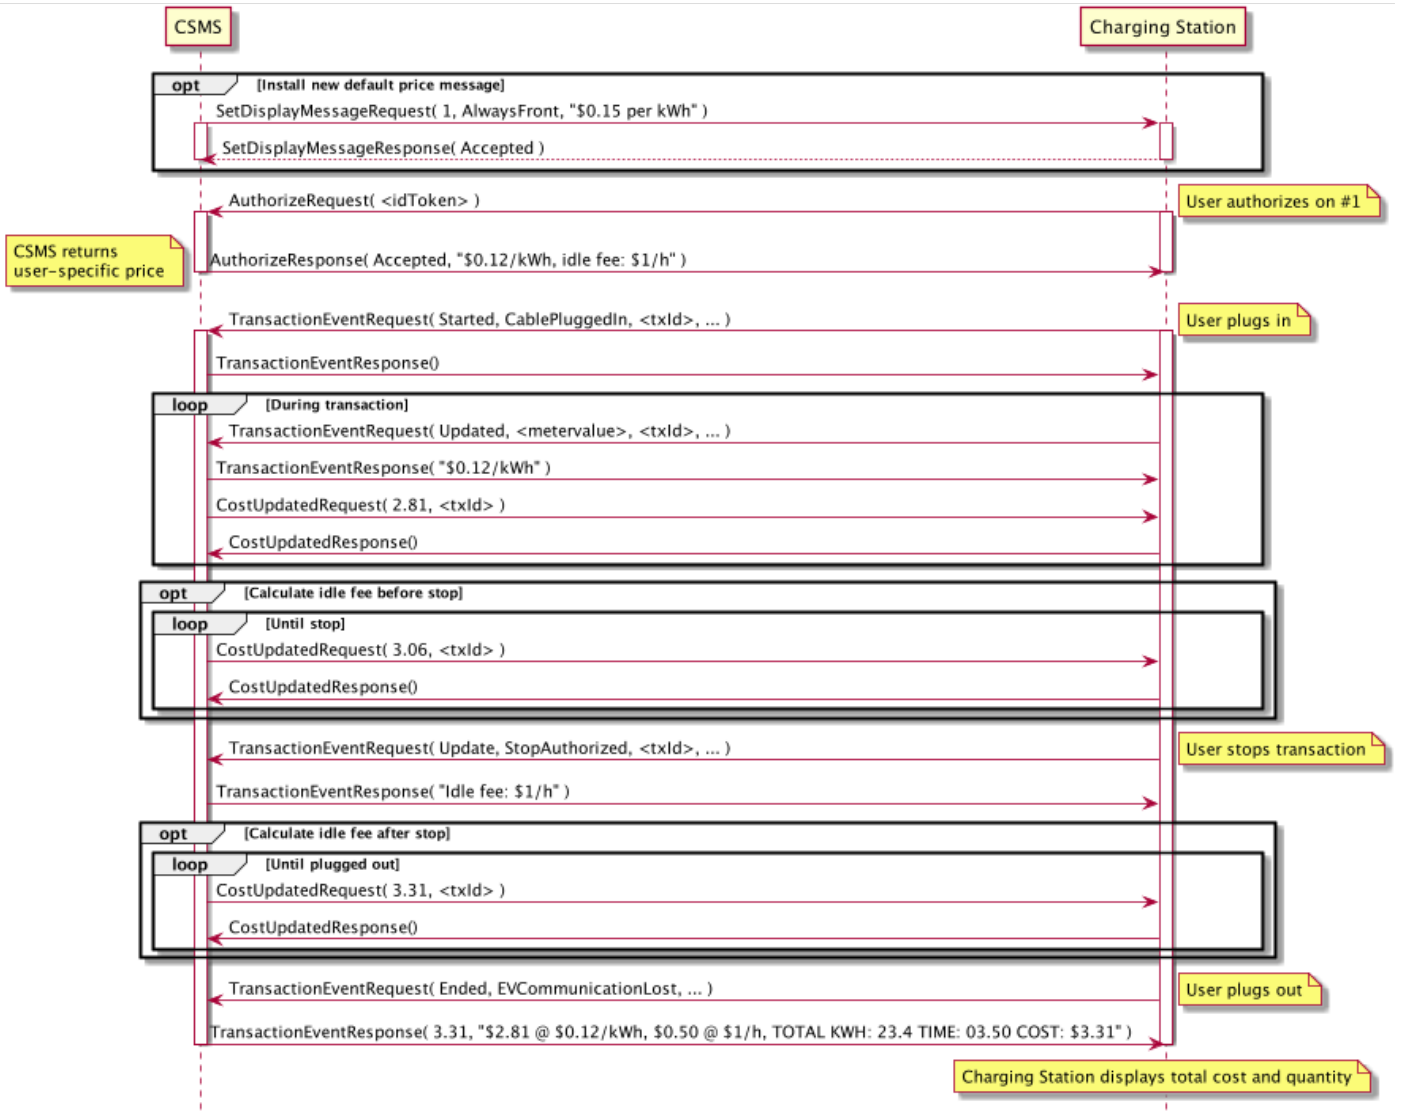 CSMS
Charging Station
opt [Install new default price message]
SetDisplayMessageRequest( 1, AlwaysFront, "$0.15 per kWh" )
SetDisplayMessageResponse( Accepted )
AuthorizeRequest( <idToken> )
User authorizes on #1
CSMS returns
user-specific price
AuthorizeResponse( Accepted, "$0.12/kWh, idle fee: $1/h" )
TransactionEventRequest( Started, CablePluggedIn, <txId>, ... )
User plugs in
TransactionEventResponse()
loop [During transaction]
TransactionEventRequest( Updated, <metervalue>, <txId>, ... )
TransactionEventResponse( "$0.12/kWh" )
CostUpdatedRequest( 2.81, <txId> )
CostUpdatedResponse()
opt [Calculate idle fee before stop]
loop [Until stop]
CostUpdatedRequest( 3.06, <txId> )
CostUpdatedResponse()
TransactionEventRequest( Update, StopAuthorized, <txId>, ... )
User stops transaction
TransactionEventResponse( "Idle fee: $1/h" )
opt [Calculate idle fee after stop]
loop [Until plugged out]
CostUpdatedRequest( 3.31, <txId> )
CostUpdatedResponse()
TransactionEventRequest( Ended, EVCommunicationLost, ... )
User plugs out
TransactionEventResponse( 3.31, "$2.81 @ $0.12/kWh, $0.50 @ $1/h, TOTAL KWH: 23.4 TIME: 03.50 COST: $3.31" )
Charging Station displays total cost and quantity